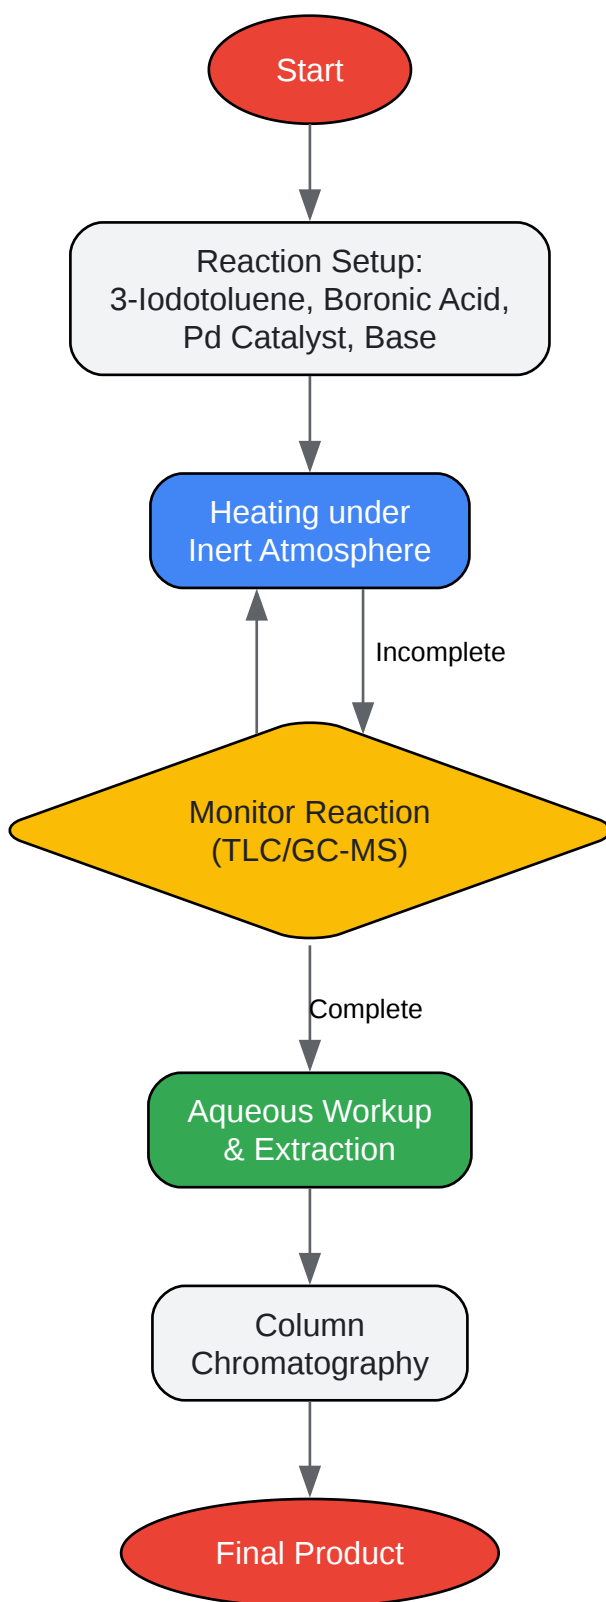 Start
Reaction Setup:
3-Iodotoluene, Boronic Acid,
Pd Catalyst, Base
Heating under
Inert Atmosphere
Incomplete
Monitor Reaction
(TLC/GC-MS)
Complete
Aqueous Workup
& Extraction
Column
Chromatography
Final Product